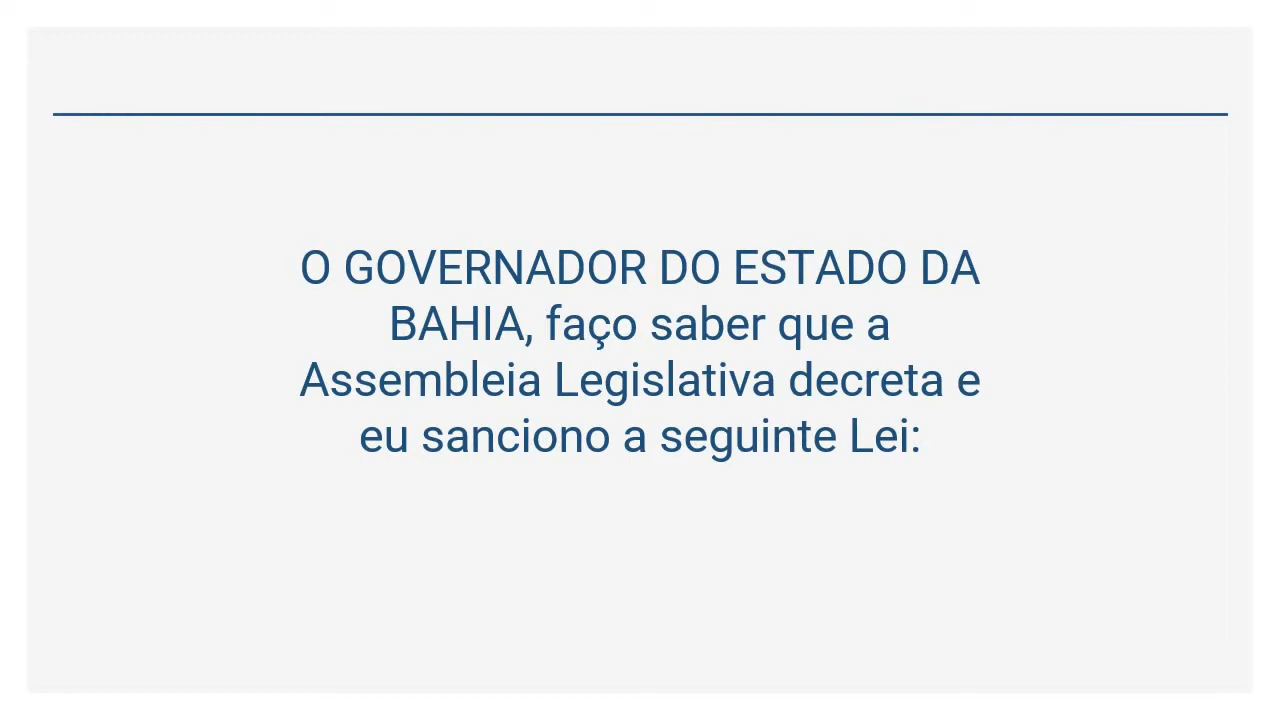 O GOVERNADOR DO ESTADO DA
BAHIA, faço saber que a
Assembleia Legislativa decreta e
eu sanciono a seguinte Lei: